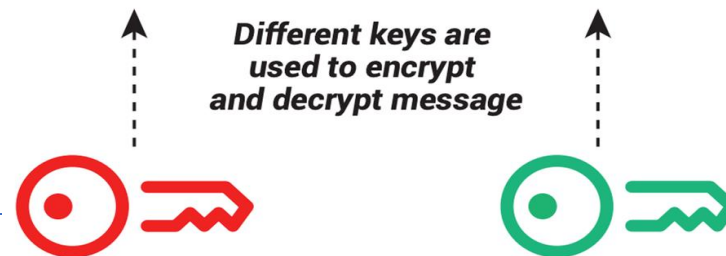 Different keys are
used to encrypt
and decrypt message